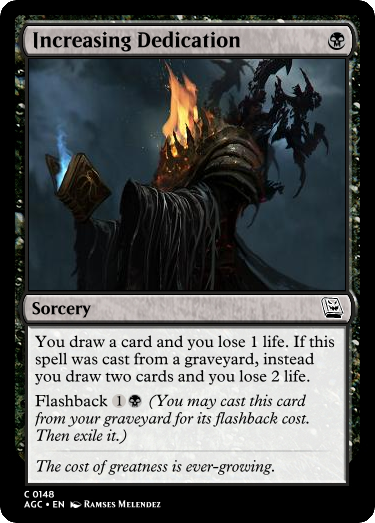 Increasing Dedication
Sorcery
You draw a card and you lose 1 life. If this
spell was cast from a graveyard, instead
you draw two cards and you lose 2 life.
Flashback 1 (You may cast this card
from your graveyard for its flashback cost.
Then exile it.)
The cost of greatness is ever-growing.
C 0148
AGC • EN Ramses Melendez